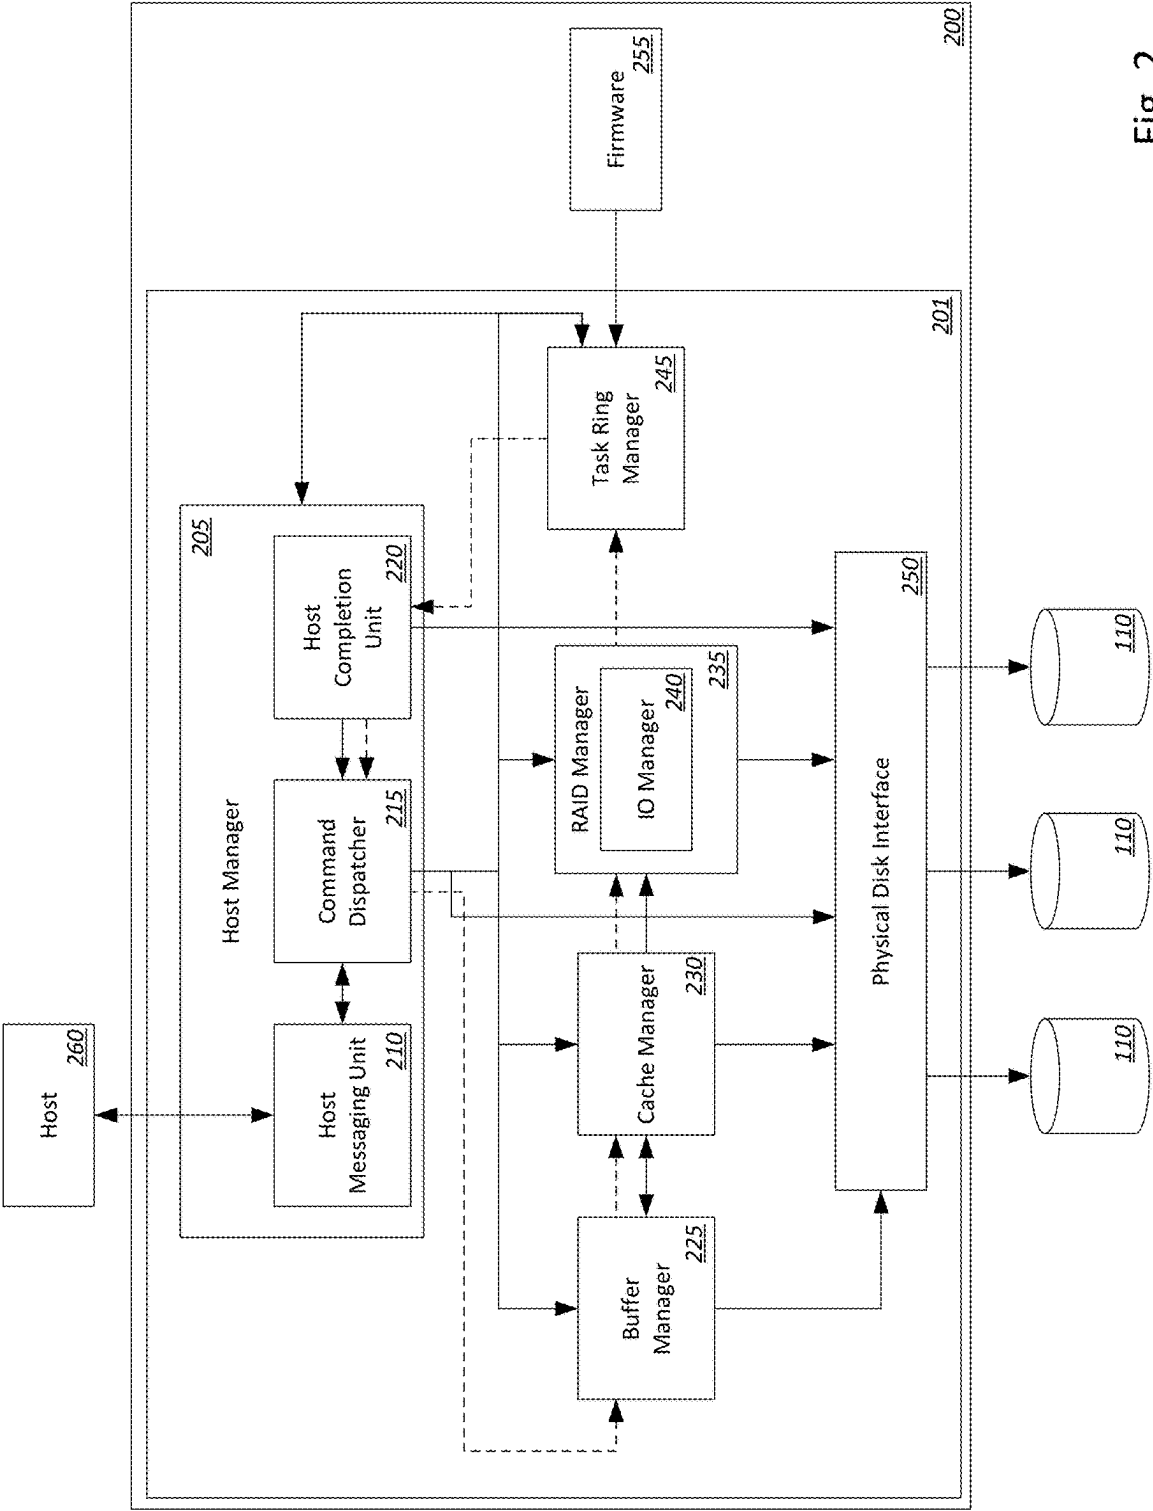 Host
260
Host Manager
205
Host
Messaging Unit
210
Command
Dispatcher
215
Host
Completion
Unit
220
Buffer
Manager
225
Cache Manager
230
RAID Manager
235
IO Manager
240
Task Ring
Manager
245
Firmware
255
Physical Disk Interface
250
201
200
110
110
110
Fig. 2